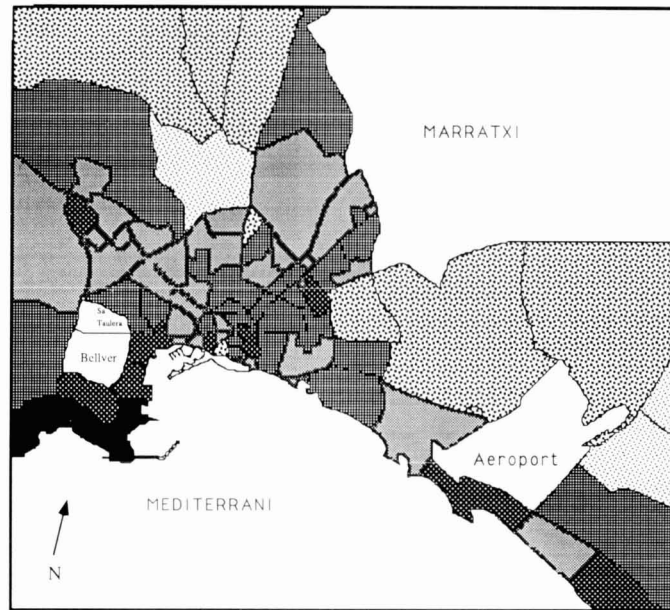 MARRATXI
Sa
Taulera
Bellver
Aeroport
MEDITERRANI
N